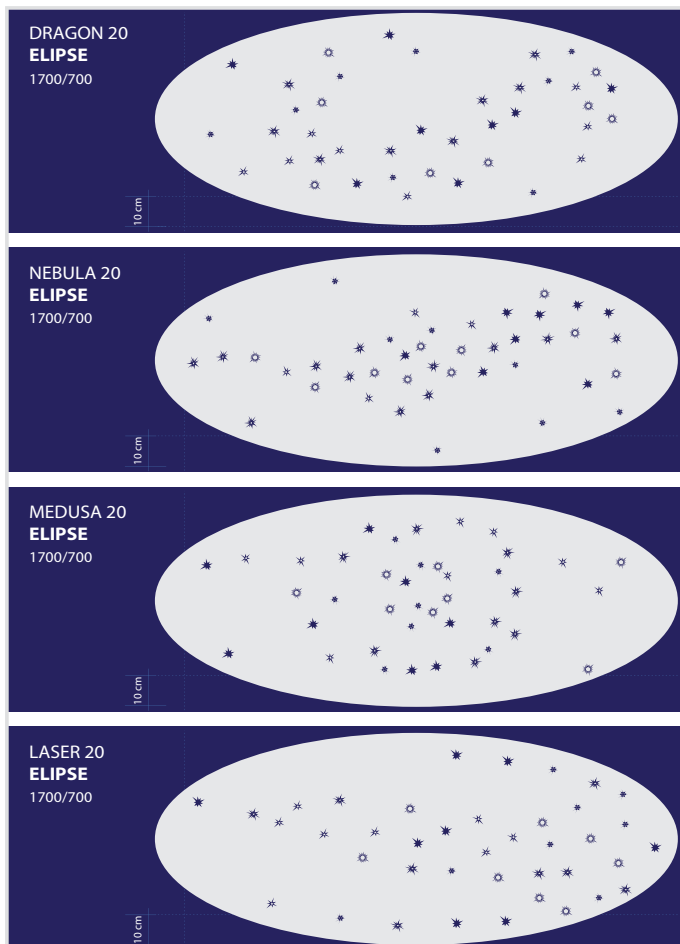 DRAGON 20
ELIPSE
1700/700
10 cm
NEBULA 20
ELIPSE
1700/700
10 cm
MEDUSA 20
ELIPSE
1700/700
10 cm
LASER 20
ELIPSE
1700/700
10 cm